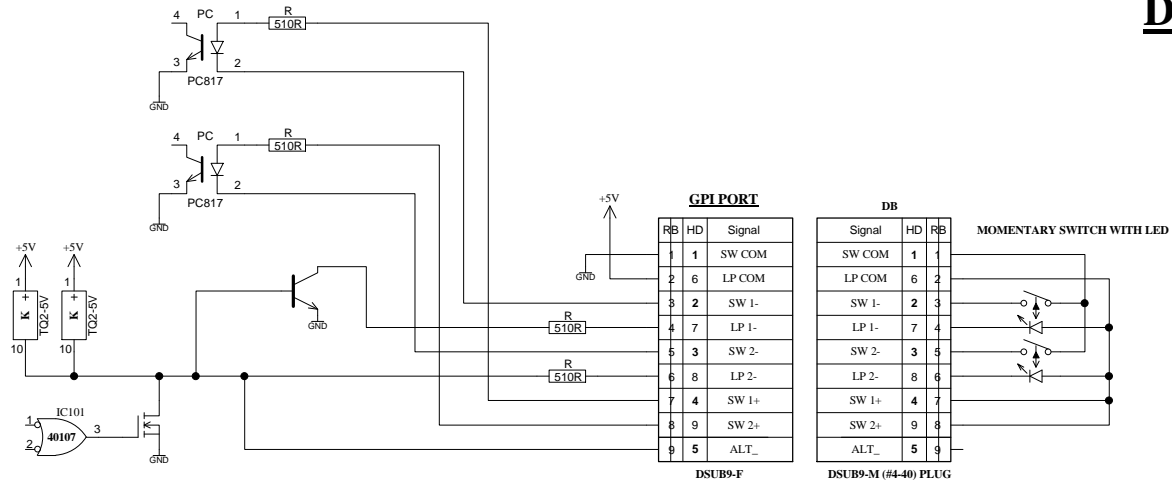 D
4 PC 1 R
510R
3 2
PC817
GND
4 PC 1 R
510R
3 2
PC817
GND
+5V +5V
1 1
K + TQ2-5V
K + TQ2-5V
10 10
IC101
1 2 40107 3
GND
GND
R
510R
R
510R
+5V
GND
GPI PORT
RB HD Signal
1 1 SW COM
2 6 LP COM
3 2 SW 1-
4 7 LP 1-
5 3 SW 2-
6 8 LP 2-
7 4 SW 1+
8 9 SW 2+
9 5 ALT_
DSUB9-F
DB
Signal HD RB
SW COM 1 1
LP COM 6 2
SW 1- 2 3
LP 1- 7 4
SW 2- 3 5
LP 2- 8 6
SW 1+ 4 7
SW 2+ 9 8
ALT_ 5 9
DSUB9-M (#4-40) PLUG
MOMENTARY SWITCH WITH LED